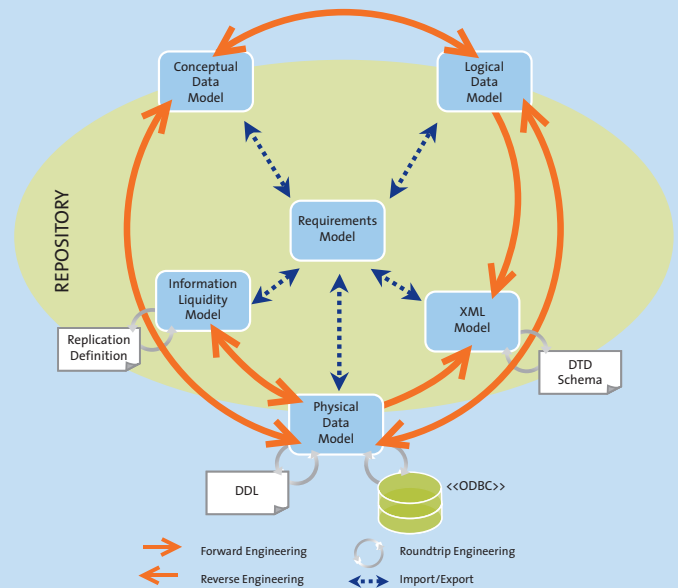 Conceptual
Data
Model
Logical
Data
Model
REPOSITORY
Requirements
Model
Information
Liquidity
Model
XML
Model
Replication
Definition
DTD
Schema
Physical
Data
Model
DDL
<<ODBC>>
Forward Engineering
Roundtrip Engineering
Reverse Engineering
Import/Export